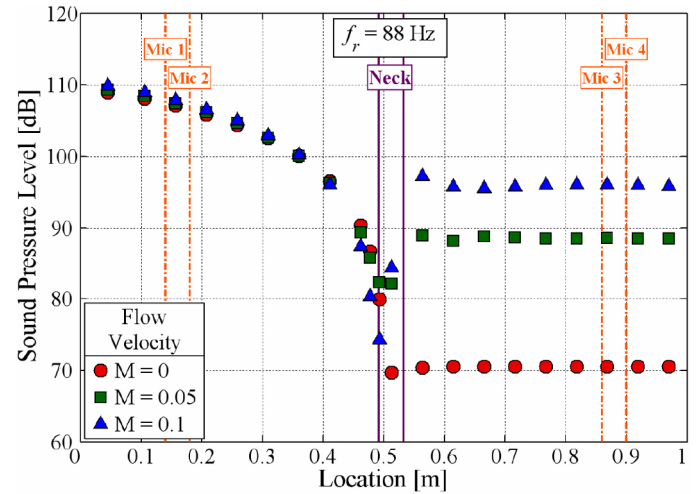 120
110
100
90
80
70
60
Sound Pressure Level [dB]
f_r = 88 Hz
Mic 1
Mic 2
Neck
Mic 4
Mic 3
Flow
Velocity
M = 0
M = 0.05
M = 0.1
0 0.1 0.2 0.3 0.4 0.5 0.6 0.7 0.8 0.9 1
Location [m]